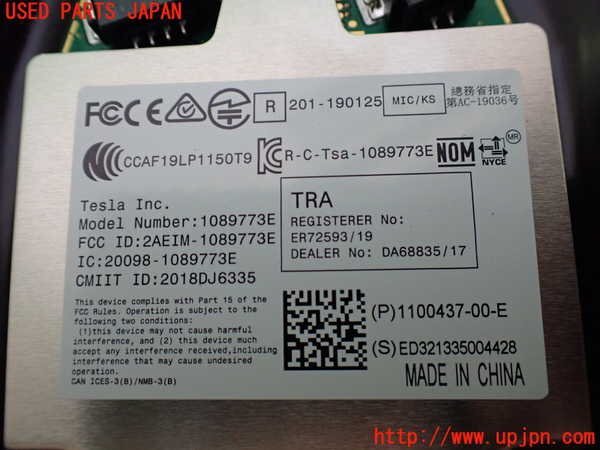 USED PARTS JAPAN
FCC CE R 201-190125 MIC/KS 總務省指定
第AC-19036号
CCAF19LP1150T9 R-C-Tsa-1089773E NOM NYCE MR
Tesla Inc.
Model Number:1089773E
FCC ID:2AEIM-1089773E
IC:20098-1089773E
CMIIT ID:2018DJ6335
TRA
REGISTERER No:
ER72593/19
DEALER No: DA68835/17
This device complies with Part 15 of the
FCC Rules. Operation is subject to the
following two conditions:
(1)this device may not cause harmful
interference, and (2) this device must
accept any interference received,including
interference that may cause undesired
operation.
CAN ICES-3(B)/NMB-3(B)
(P)1100437-00-E
(S)ED321335004428
MADE IN CHINA
http://www.upjpn.com/